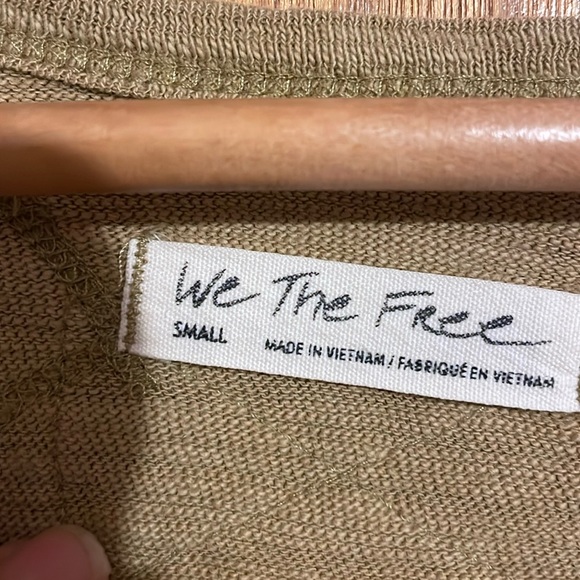 We The Free
SMALL
MADE IN VIETNAM / FABRIQUÉ EN VIETNAM